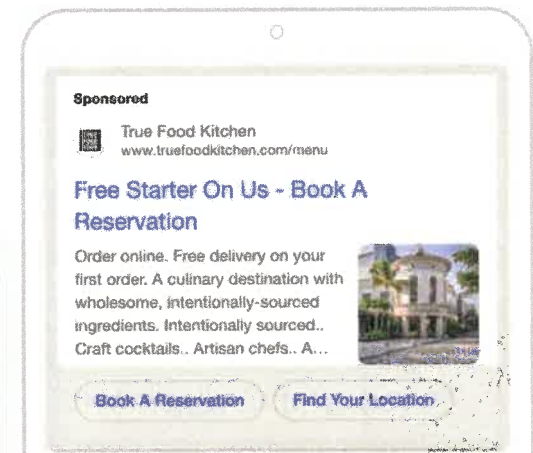 Sponsored
True Food Kitchen
www.truefoodkitchen.com/menu
Free Starter On Us - Book A
Reservation
Order online. Free delivery on your
first order. A culinary destination with
wholesome, intentionally-sourced
ingredients. Intentionally sourced..
Craft cocktails.. Artisan chefs.. A...
Book A Reservation
Find Your Location